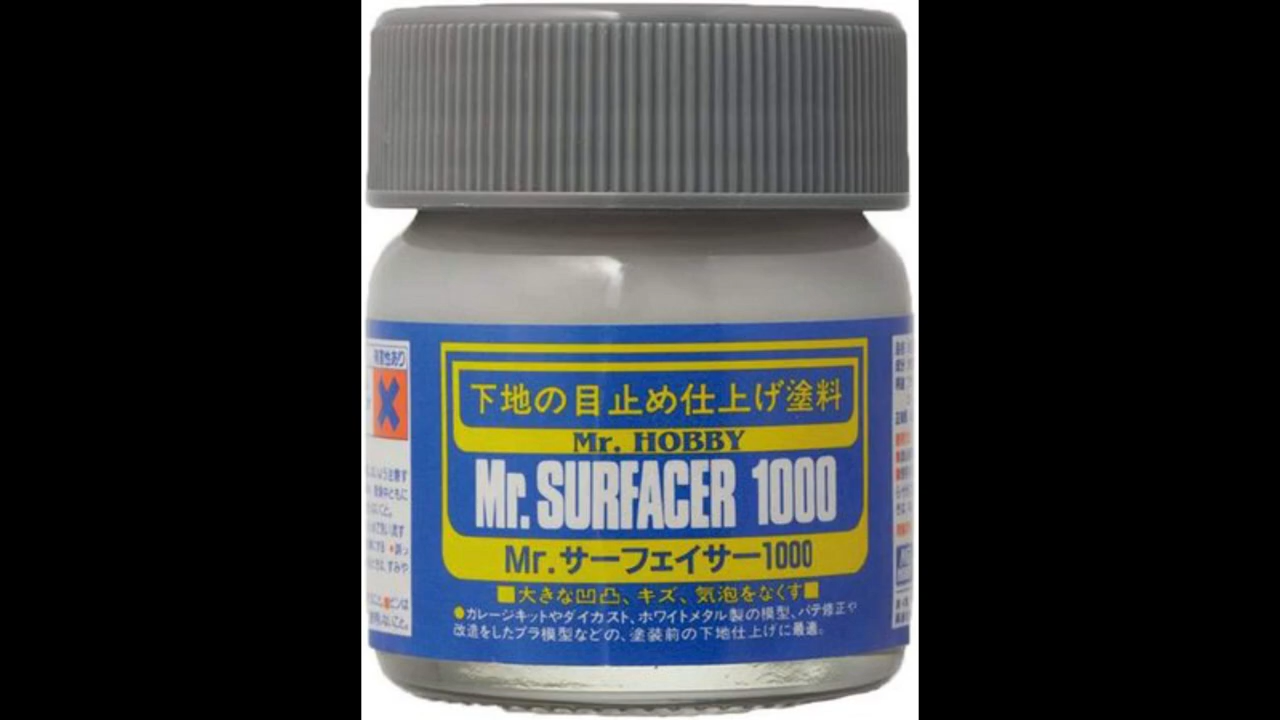 下地の目止め仕上げ塗料
Mr. HOBBY
Mr. SURFACER 1000
Mr.サーフェイサー1000
■大きな凹凸、キズ、気泡をなくす■
●ガレージキットやダイカスト、ホワイトメタル製の模型、パテ修正や
改造をしたプラ模型などの、塗装前の下地仕上げに最適。